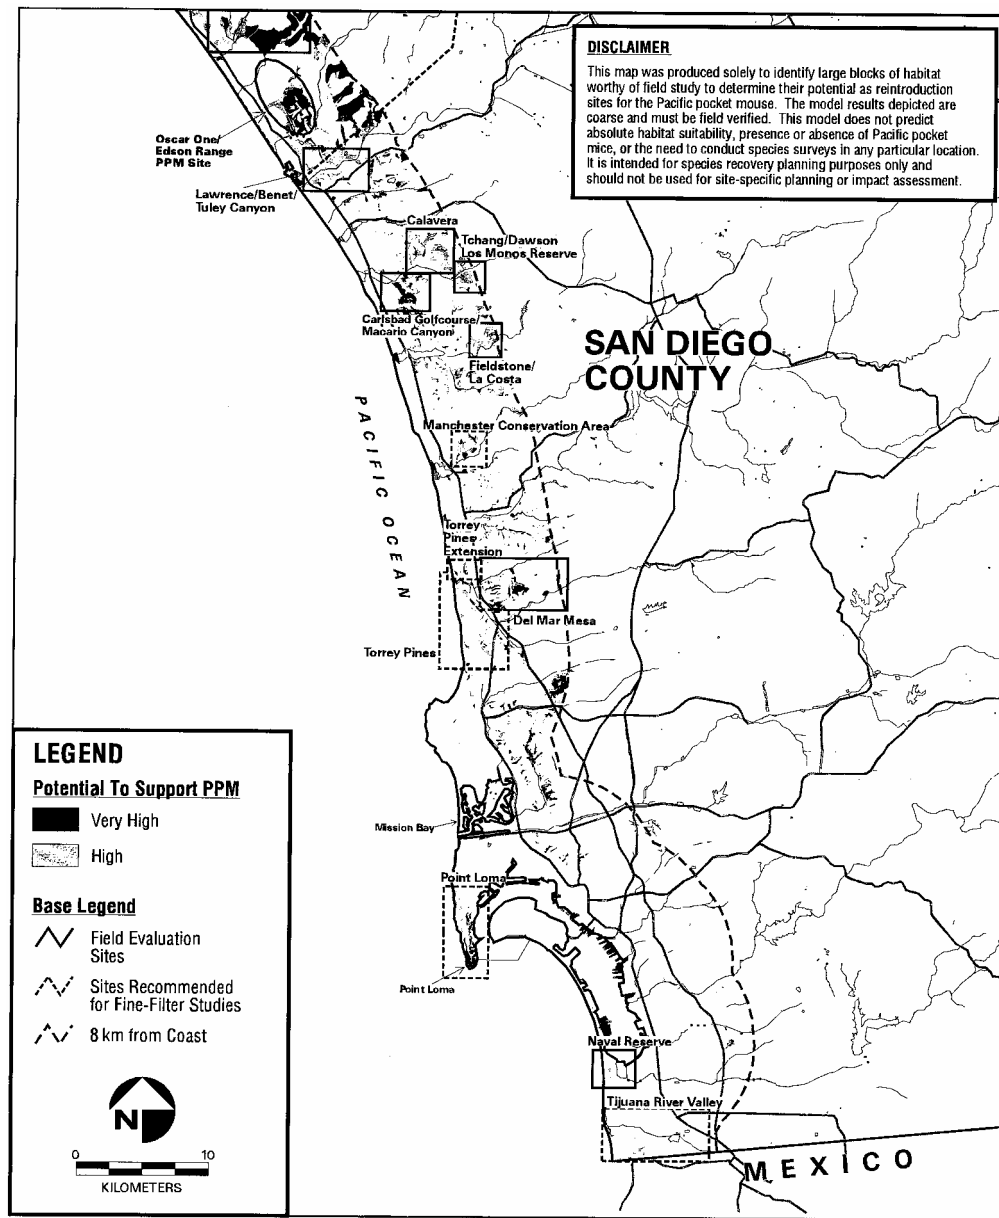 DISCLAIMER
This map was produced solely to identify large blocks of habitat
worthy of field study to determine their potential as reintroduction
sites for the Pacific pocket mouse. The model results depicted are
coarse and must be field verified. This model does not predict
absolute habitat suitability, presence or absence of Pacific pocket
mice, or the need to conduct species surveys in any particular location.
It is intended for species recovery planning purposes only and
should not be used for site-specific planning or impact assessment.
Oscar One/
Edson Range
PPM Site
Lawrence/Benet/
Tuley Canyon
Calavera
Tchang/Dawson
Los Monos Reserve
Carlsbad Golfcourse/
Macario Canyon
Fieldstone/
La Costa
SAN DIEGO
COUNTY
PACIFIC OCEAN
Manchester Conservation Area
Torrey
Pines
Extension
Del Mar Mesa
Torrey Pines
Mission Bay
Point Loma
Point Loma
Naval Reserve
Tijuana River Valley
MEXICO
LEGEND
Potential To Support PPM
Very High
High
Base Legend
Field Evaluation
Sites
Sites Recommended
for Fine-Filter Studies
8 km from Coast
N
0 10
KILOMETERS